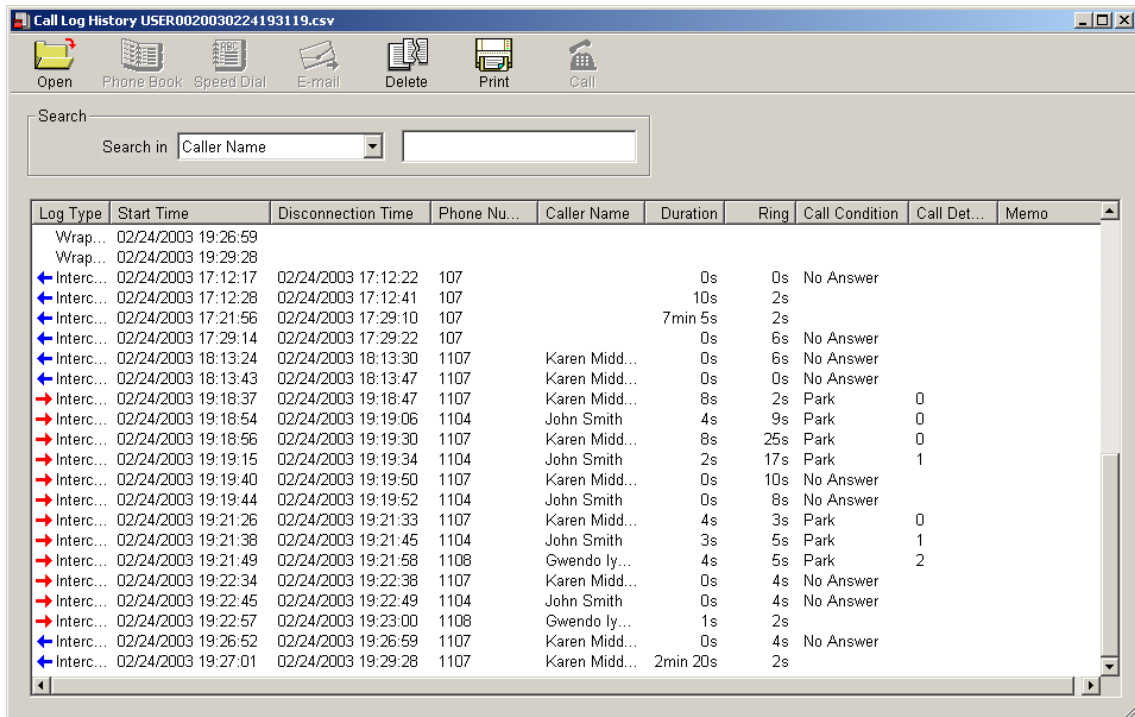 Call Log History USER0020030224193119.csv
Open Phone Book Speed Dial E-mail Delete Print Call
ABC
Search
Search in Caller Name
Log Type Start Time Disconnection Time Phone Nu... Caller Name Duration Ring Call Condition Call Det... Memo
Wrap... 02/24/2003 19:26:59
Wrap... 02/24/2003 19:29:28
Interc... 02/24/2003 17:12:17 02/24/2003 17:12:22 107 0s 0s No Answer
Interc... 02/24/2003 17:12:28 02/24/2003 17:12:41 107 10s 2s
Interc... 02/24/2003 17:21:56 02/24/2003 17:29:10 107 7min 5s 2s
Interc... 02/24/2003 17:29:14 02/24/2003 17:29:22 107 0s 6s No Answer
Interc... 02/24/2003 18:13:24 02/24/2003 18:13:30 1107 Karen Midd... 0s 6s No Answer
Interc... 02/24/2003 18:13:43 02/24/2003 18:13:47 1107 Karen Midd... 0s 0s No Answer
Interc... 02/24/2003 19:18:37 02/24/2003 19:18:47 1107 Karen Midd... 8s 2s Park 0
Interc... 02/24/2003 19:18:54 02/24/2003 19:19:06 1104 John Smith 4s 9s Park 0
Interc... 02/24/2003 19:18:56 02/24/2003 19:19:30 1107 Karen Midd... 8s 25s Park 0
Interc... 02/24/2003 19:19:15 02/24/2003 19:19:34 1104 John Smith 2s 17s Park 1
Interc... 02/24/2003 19:19:40 02/24/2003 19:19:50 1107 Karen Midd... 0s 10s No Answer
Interc... 02/24/2003 19:19:44 02/24/2003 19:19:52 1104 John Smith 0s 8s No Answer
Interc... 02/24/2003 19:21:26 02/24/2003 19:21:33 1107 Karen Midd... 4s 3s Park 0
Interc... 02/24/2003 19:21:38 02/24/2003 19:21:45 1104 John Smith 3s 5s Park 1
Interc... 02/24/2003 19:21:49 02/24/2003 19:21:58 1108 Gwendo ly... 4s 5s Park 2
Interc... 02/24/2003 19:22:34 02/24/2003 19:22:38 1107 Karen Midd... 0s 4s No Answer
Interc... 02/24/2003 19:22:45 02/24/2003 19:22:49 1104 John Smith 0s 4s No Answer
Interc... 02/24/2003 19:22:57 02/24/2003 19:23:00 1108 Gwendo ly... 1s 2s
Interc... 02/24/2003 19:26:52 02/24/2003 19:26:59 1107 Karen Midd... 0s 4s No Answer
Interc... 02/24/2003 19:27:01 02/24/2003 19:29:28 1107 Karen Midd... 2min 20s 2s